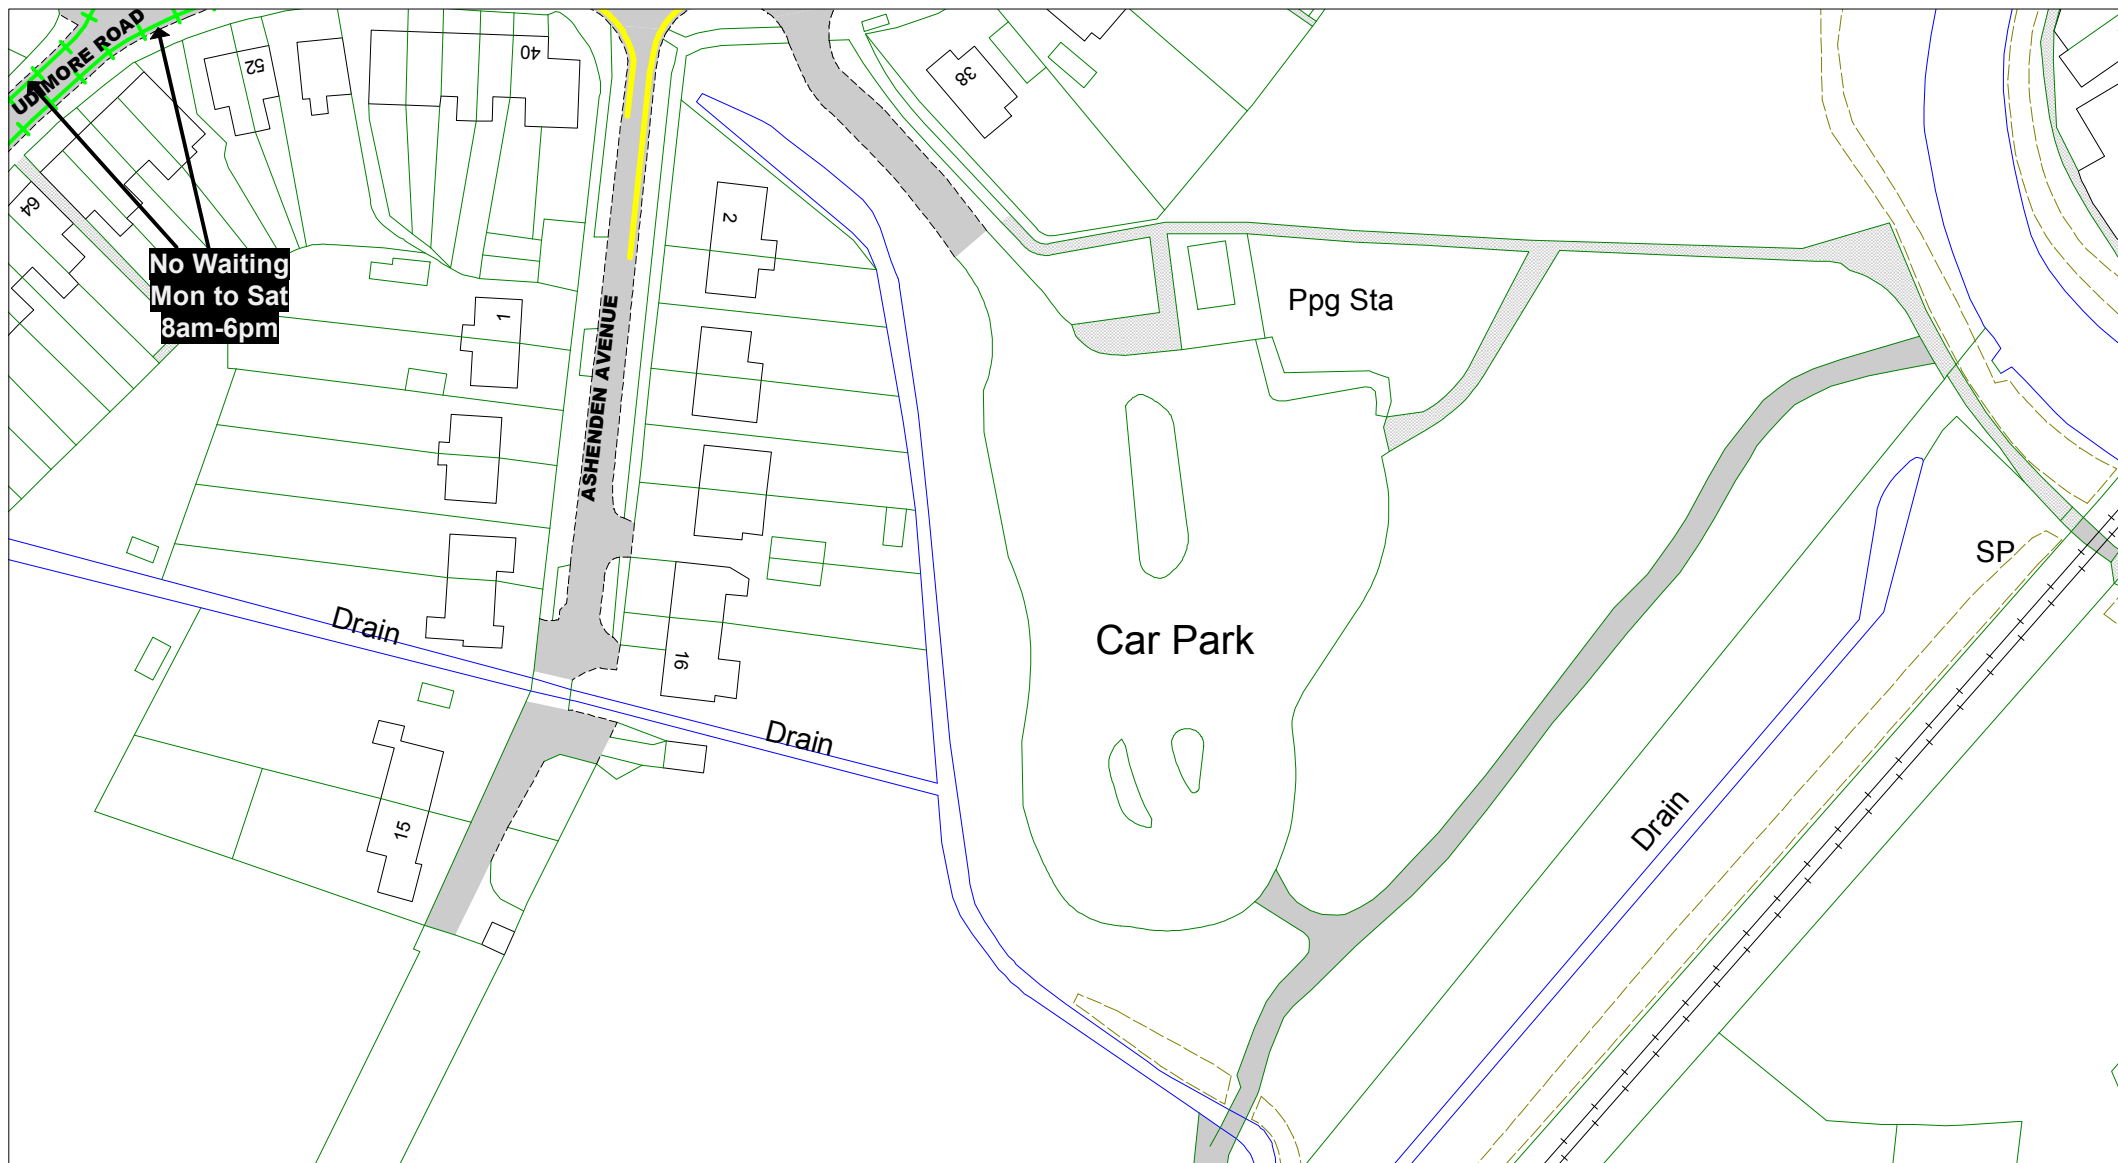 UDIMORE ROAD
52
40
38
64
2
No Waiting
Mon to Sat
8am-6pm
1
Ppg Sta
ASHENDEN AVENUE
SP
Drain
Car Park
16
Drain
15
Drain